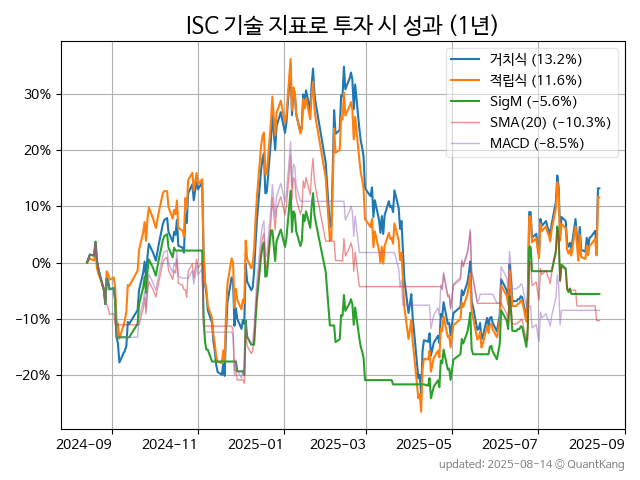 ISC 기술 지표로 투자 시 성과 (1년)
거치식 (13.2%)
적립식 (11.6%)
SigM (−5.6%)
SMA(20) (−10.3%)
MACD (−8.5%)
30%
20%
10%
0%
−10%
−20%
2024-09 2024-11 2025-01 2025-03 2025-05 2025-07 2025-09
updated: 2025-08-14 © QuantKang